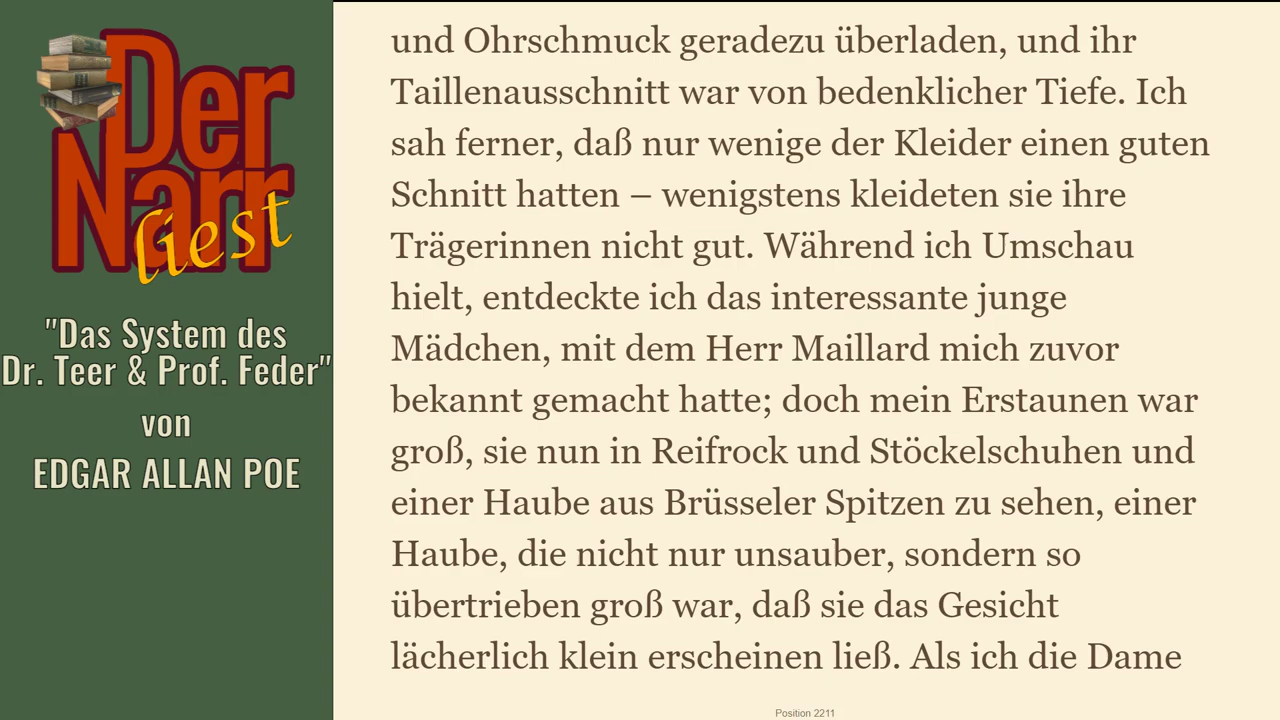 Der
Narr
liest
"Das System des
Dr. Teer & Prof. Feder"
von
EDGAR ALLAN POE
und Ohrschmuck geradezu überladen, und ihr
Taillenausschnitt war von bedenklicher Tiefe. Ich
sah ferner, daß nur wenige der Kleider einen guten
Schnitt hatten – wenigstens kleideten sie ihre
Trägerinnen nicht gut. Während ich Umschau
hielt, entdeckte ich das interessante junge
Mädchen, mit dem Herr Maillard mich zuvor
bekannt gemacht hatte; doch mein Erstaunen war
groß, sie nun in Reifrock und Stöckelschuhen und
einer Haube aus Brüsseler Spitzen zu sehen, einer
Haube, die nicht nur unsauber, sondern so
übertrieben groß war, daß sie das Gesicht
lächerlich klein erscheinen ließ. Als ich die Dame
Position 2211